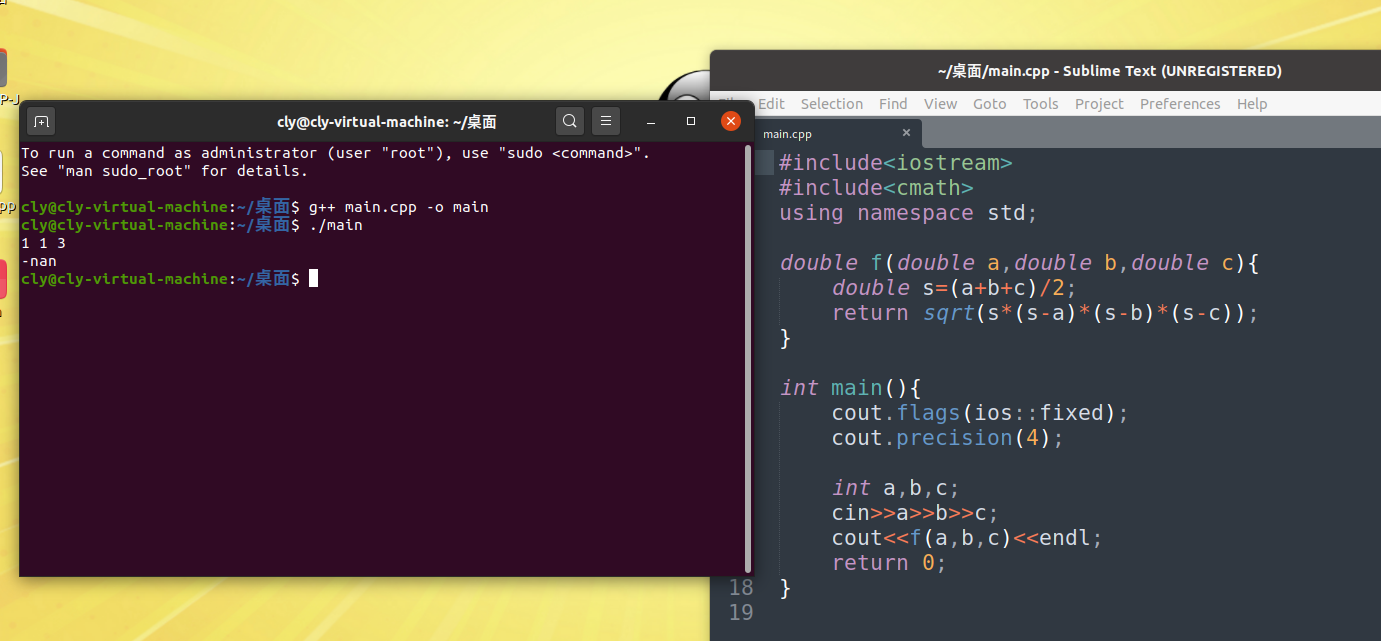 P-J
pp
cly@cly-virtual-machine: ~/桌面
To run a command as administrator (user "root"), use "sudo <command>".
See "man sudo_root" for details.
cly@cly-virtual-machine:~/桌面$ g++ main.cpp -o main
cly@cly-virtual-machine:~/桌面$ ./main
1 1 3
-nan
cly@cly-virtual-machine:~/桌面$
~/桌面/main.cpp - Sublime Text (UNREGISTERED)
Edit Selection Find View Goto Tools Project Preferences Help
main.cpp
#include<iostream>
#include<cmath>
using namespace std;
double f(double a,double b,double c){
double s=(a+b+c)/2;
return sqrt(s*(s-a)*(s-b)*(s-c));
}
int main(){
cout.flags(ios::fixed);
cout.precision(4);
int a,b,c;
cin>>a>>b>>c;
cout<<f(a,b,c)<<endl;
return 0;
18 }
19